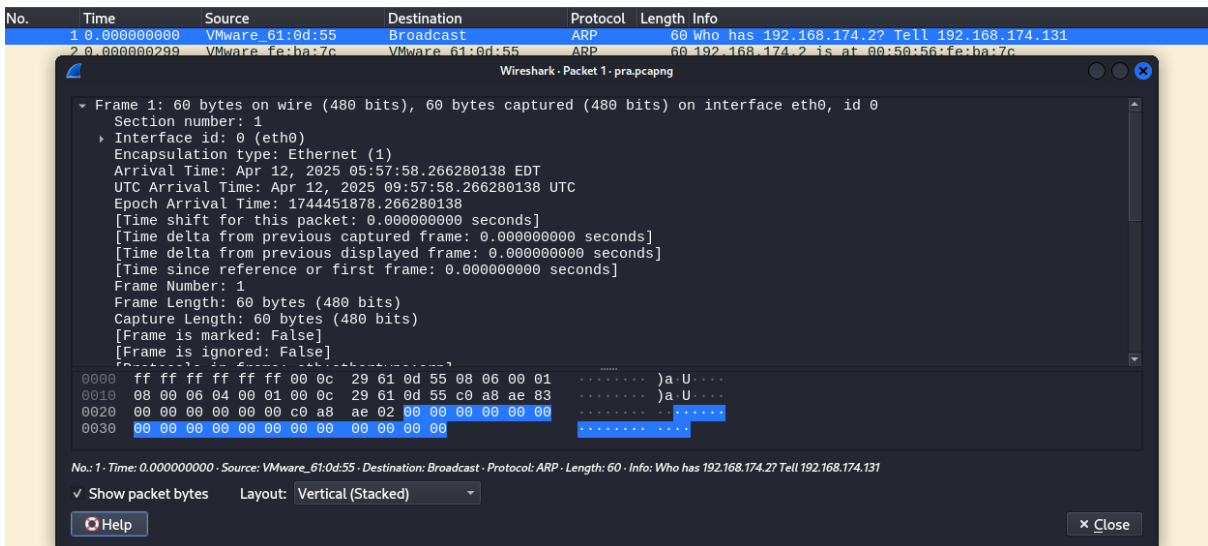 No. Time Source Destination Protocol Length Info
1 0.000000000 VMware_61:0d:55 Broadcast ARP 60 Who has 192.168.174.2? Tell 192.168.174.131
2 0.000000299 VMware_fe:ba:7c VMware_61:0d:55 ARP 60 192.168.174.2 is at 00:50:56:fe:ba:7c
Wireshark · Packet 1 · pra.pcapng
Frame 1: 60 bytes on wire (480 bits), 60 bytes captured (480 bits) on interface eth0, id 0
Section number: 1
Interface id: 0 (eth0)
Encapsulation type: Ethernet (1)
Arrival Time: Apr 12, 2025 05:57:58.266280138 EDT
UTC Arrival Time: Apr 12, 2025 09:57:58.266280138 UTC
Epoch Arrival Time: 1744451878.266280138
[Time shift for this packet: 0.000000000 seconds]
[Time delta from previous captured frame: 0.000000000 seconds]
[Time delta from previous displayed frame: 0.000000000 seconds]
[Time since reference or first frame: 0.000000000 seconds]
Frame Number: 1
Frame Length: 60 bytes (480 bits)
Capture Length: 60 bytes (480 bits)
[Frame is marked: False]
[Frame is ignored: False]
0000 ff ff ff ff ff ff 00 0c 29 61 0d 55 08 06 00 01 ········ )a·U····
0010 08 00 06 04 00 01 00 0c 29 61 0d 55 c0 a8 ae 83 ········ )a·U····
0020 00 00 00 00 00 00 c0 a8 ae 02 00 00 00 00 00 00 ········ ········
0030 00 00 00 00 00 00 00 00 00 00 00 00 ········ ····
No.: 1 · Time: 0.000000000 · Source: VMware_61:0d:55 · Destination: Broadcast · Protocol: ARP · Length: 60 · Info: Who has 192.168.174.2? Tell 192.168.174.131
Show packet bytes Layout: Vertical (Stacked)
Help
Close